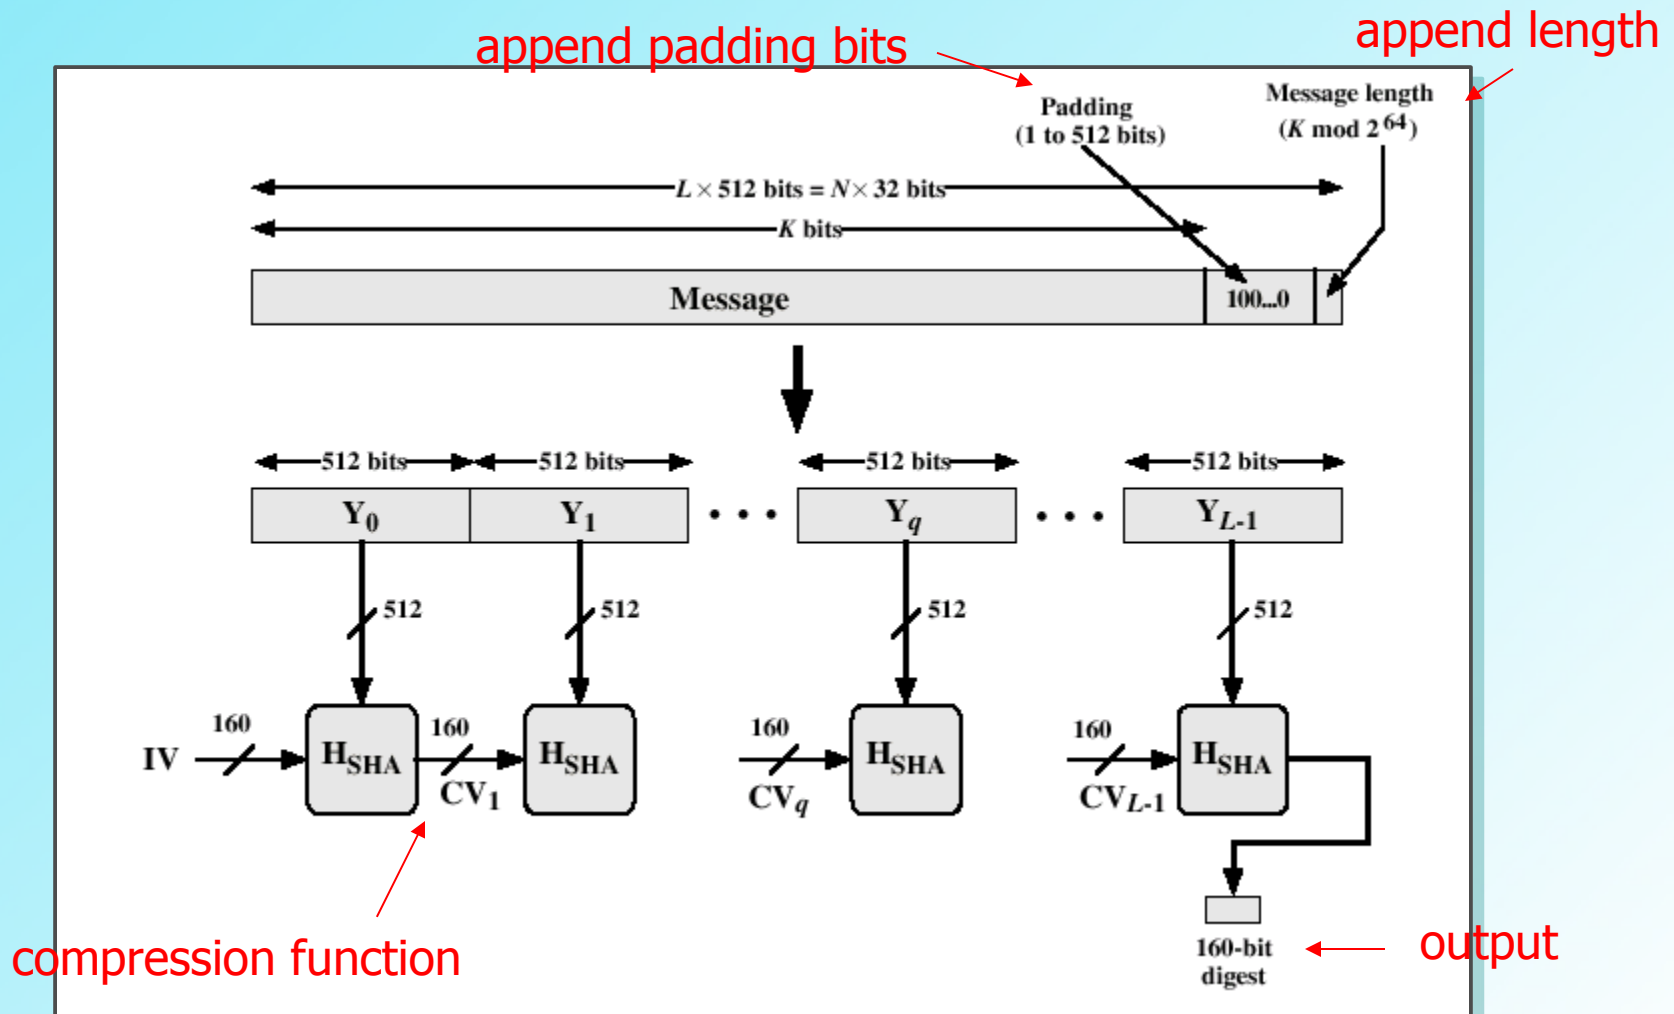 append padding bits
append length
Padding
(1 to 512 bits)
Message length
(K mod 2^64)
L × 512 bits = N × 32 bits
K bits
Message
100...0
512 bits
512 bits
512 bits
512 bits
Y0
Y1
• • •
Yq
• • •
YL-1
512
512
512
512
160
160
160
160
IV
HSHA
HSHA
HSHA
HSHA
CV1
CVq
CVL-1
compression function
160-bit
digest
output